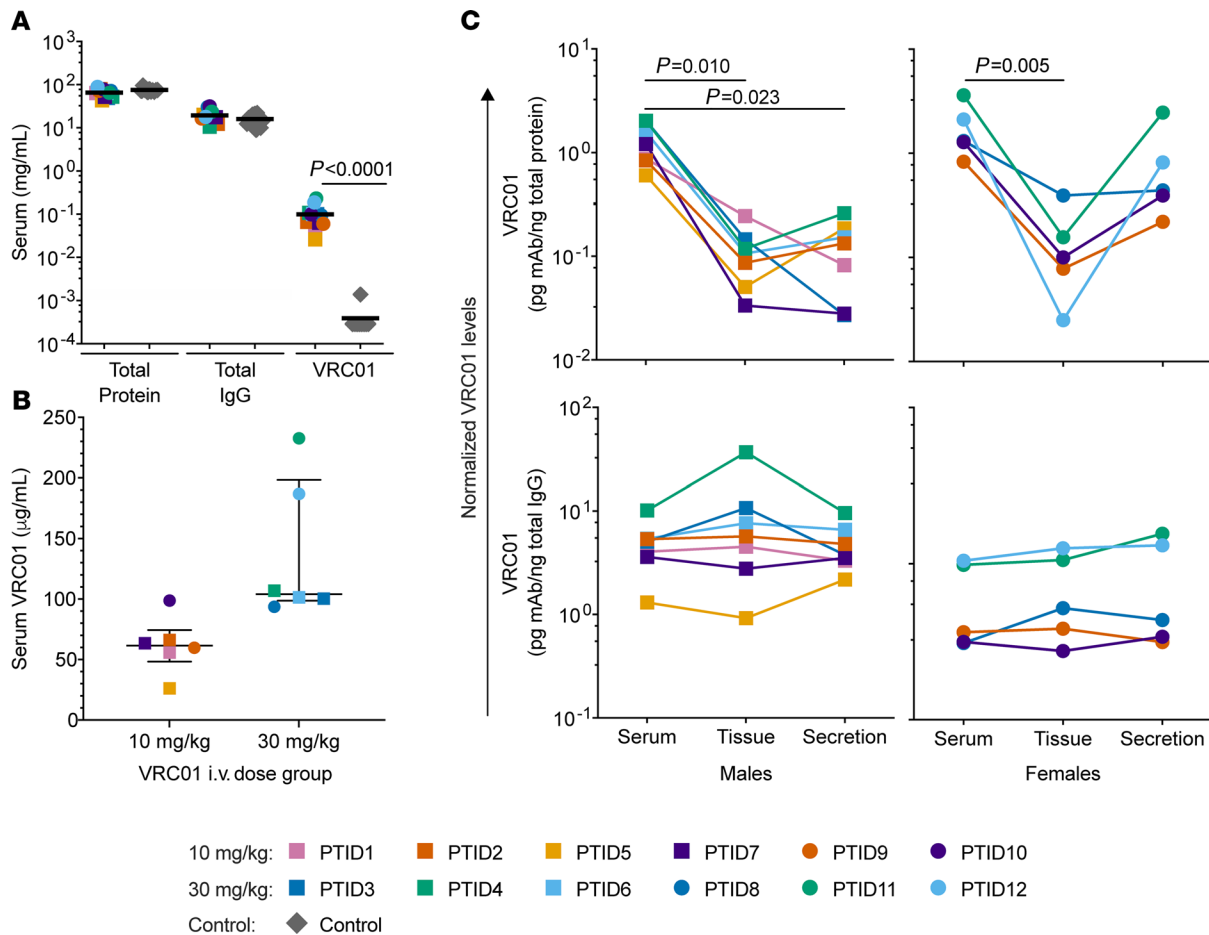 A
Serum (mg/mL)
10³
10²
10¹
10⁰
10⁻¹
10⁻²
10⁻³
10⁻⁴
P<0.0001
Total
Protein
Total
IgG
VRC01
B
Serum VRC01 (µg/mL)
250
200
150
100
50
0
10 mg/kg
30 mg/kg
VRC01 i.v. dose group
C
Normalized VRC01 levels
VRC01
(pg mAb/ng total protein)
10¹
10⁰
10⁻¹
10⁻²
P=0.010
P=0.023
P=0.005
VRC01
(pg mAb/ng total IgG)
10²
10¹
10⁰
10⁻¹
Serum Tissue Secretion
Males
Serum Tissue Secretion
Females
10 mg/kg: PTID1 PTID2 PTID5 PTID7 PTID9 PTID10
30 mg/kg: PTID3 PTID4 PTID6 PTID8 PTID11 PTID12
Control: Control